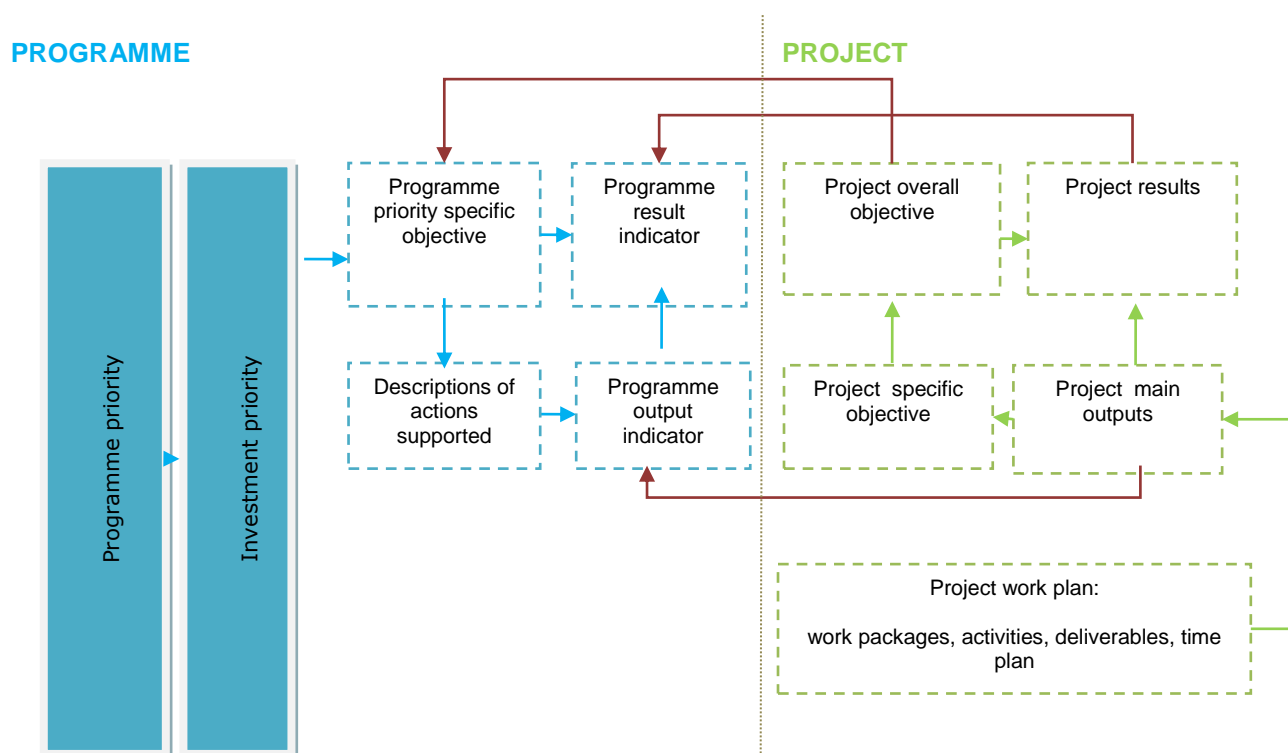 PROGRAMME
PROJECT
Programme priority
Investment priority
Programme
priority specific
objective
Programme
result
indicator
Project overall
objective
Project results
Descriptions of
actions
supported
Programme
output
indicator
Project specific
objective
Project main
outputs
Project work plan:
work packages, activities, deliverables, time
plan